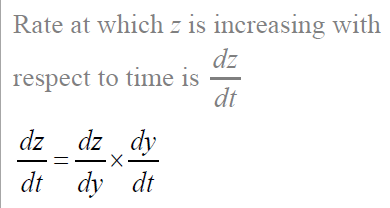 Rate at which z is increasing with
respect to time is dz/dt
dz/dt = dz/dy × dy/dt